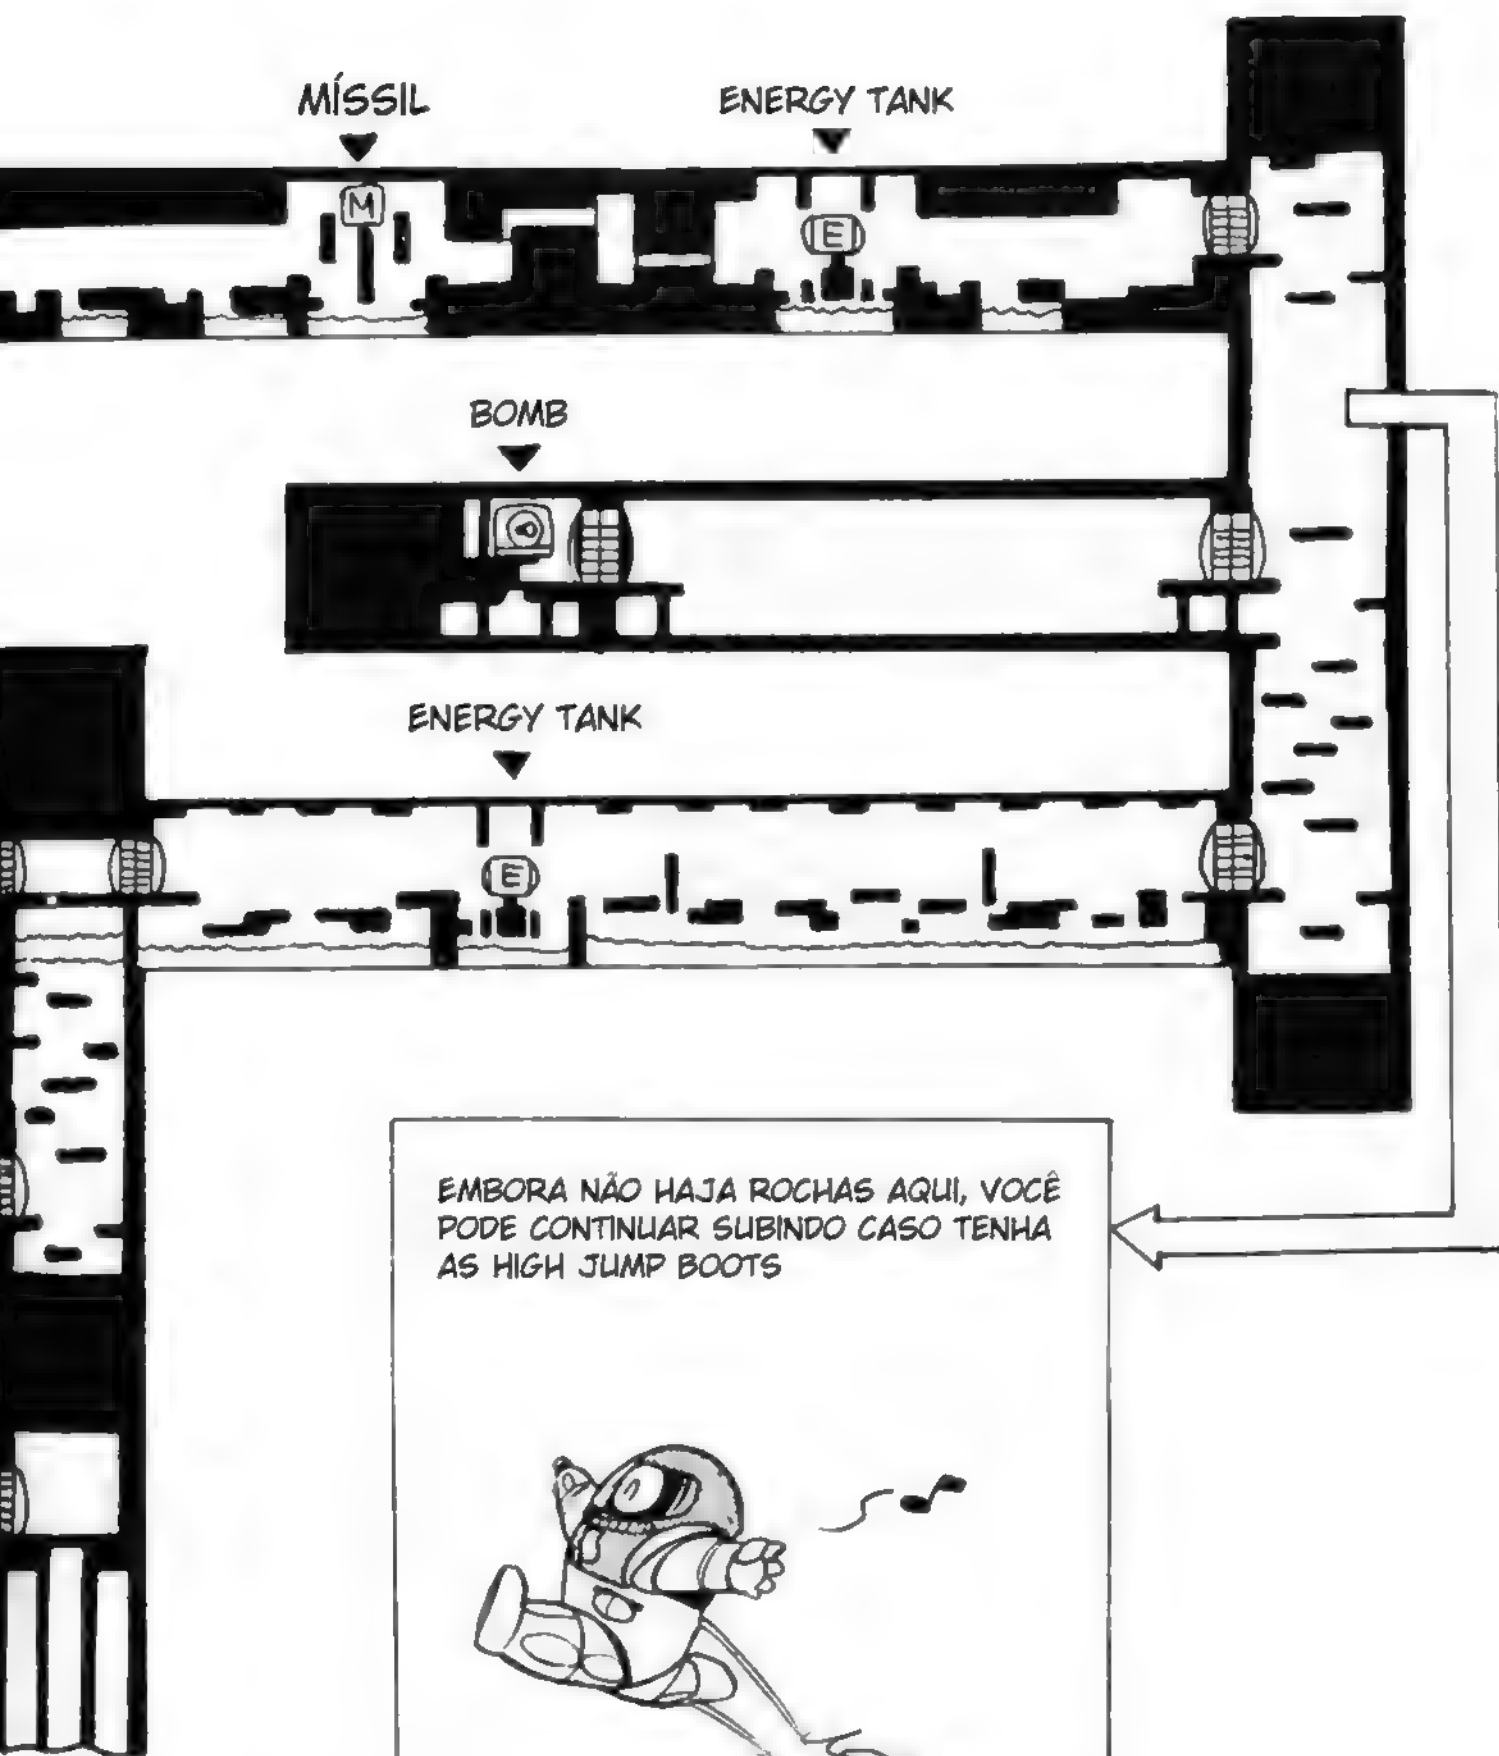 MÍSSIL
ENERGY TANK
M
E
BOMB
ENERGY TANK
E
EMBORA NÃO HAJA ROCHAS AQUI, VOCÊ
PODE CONTINUAR SUBINDO CASO TENHA
AS HIGH JUMP BOOTS